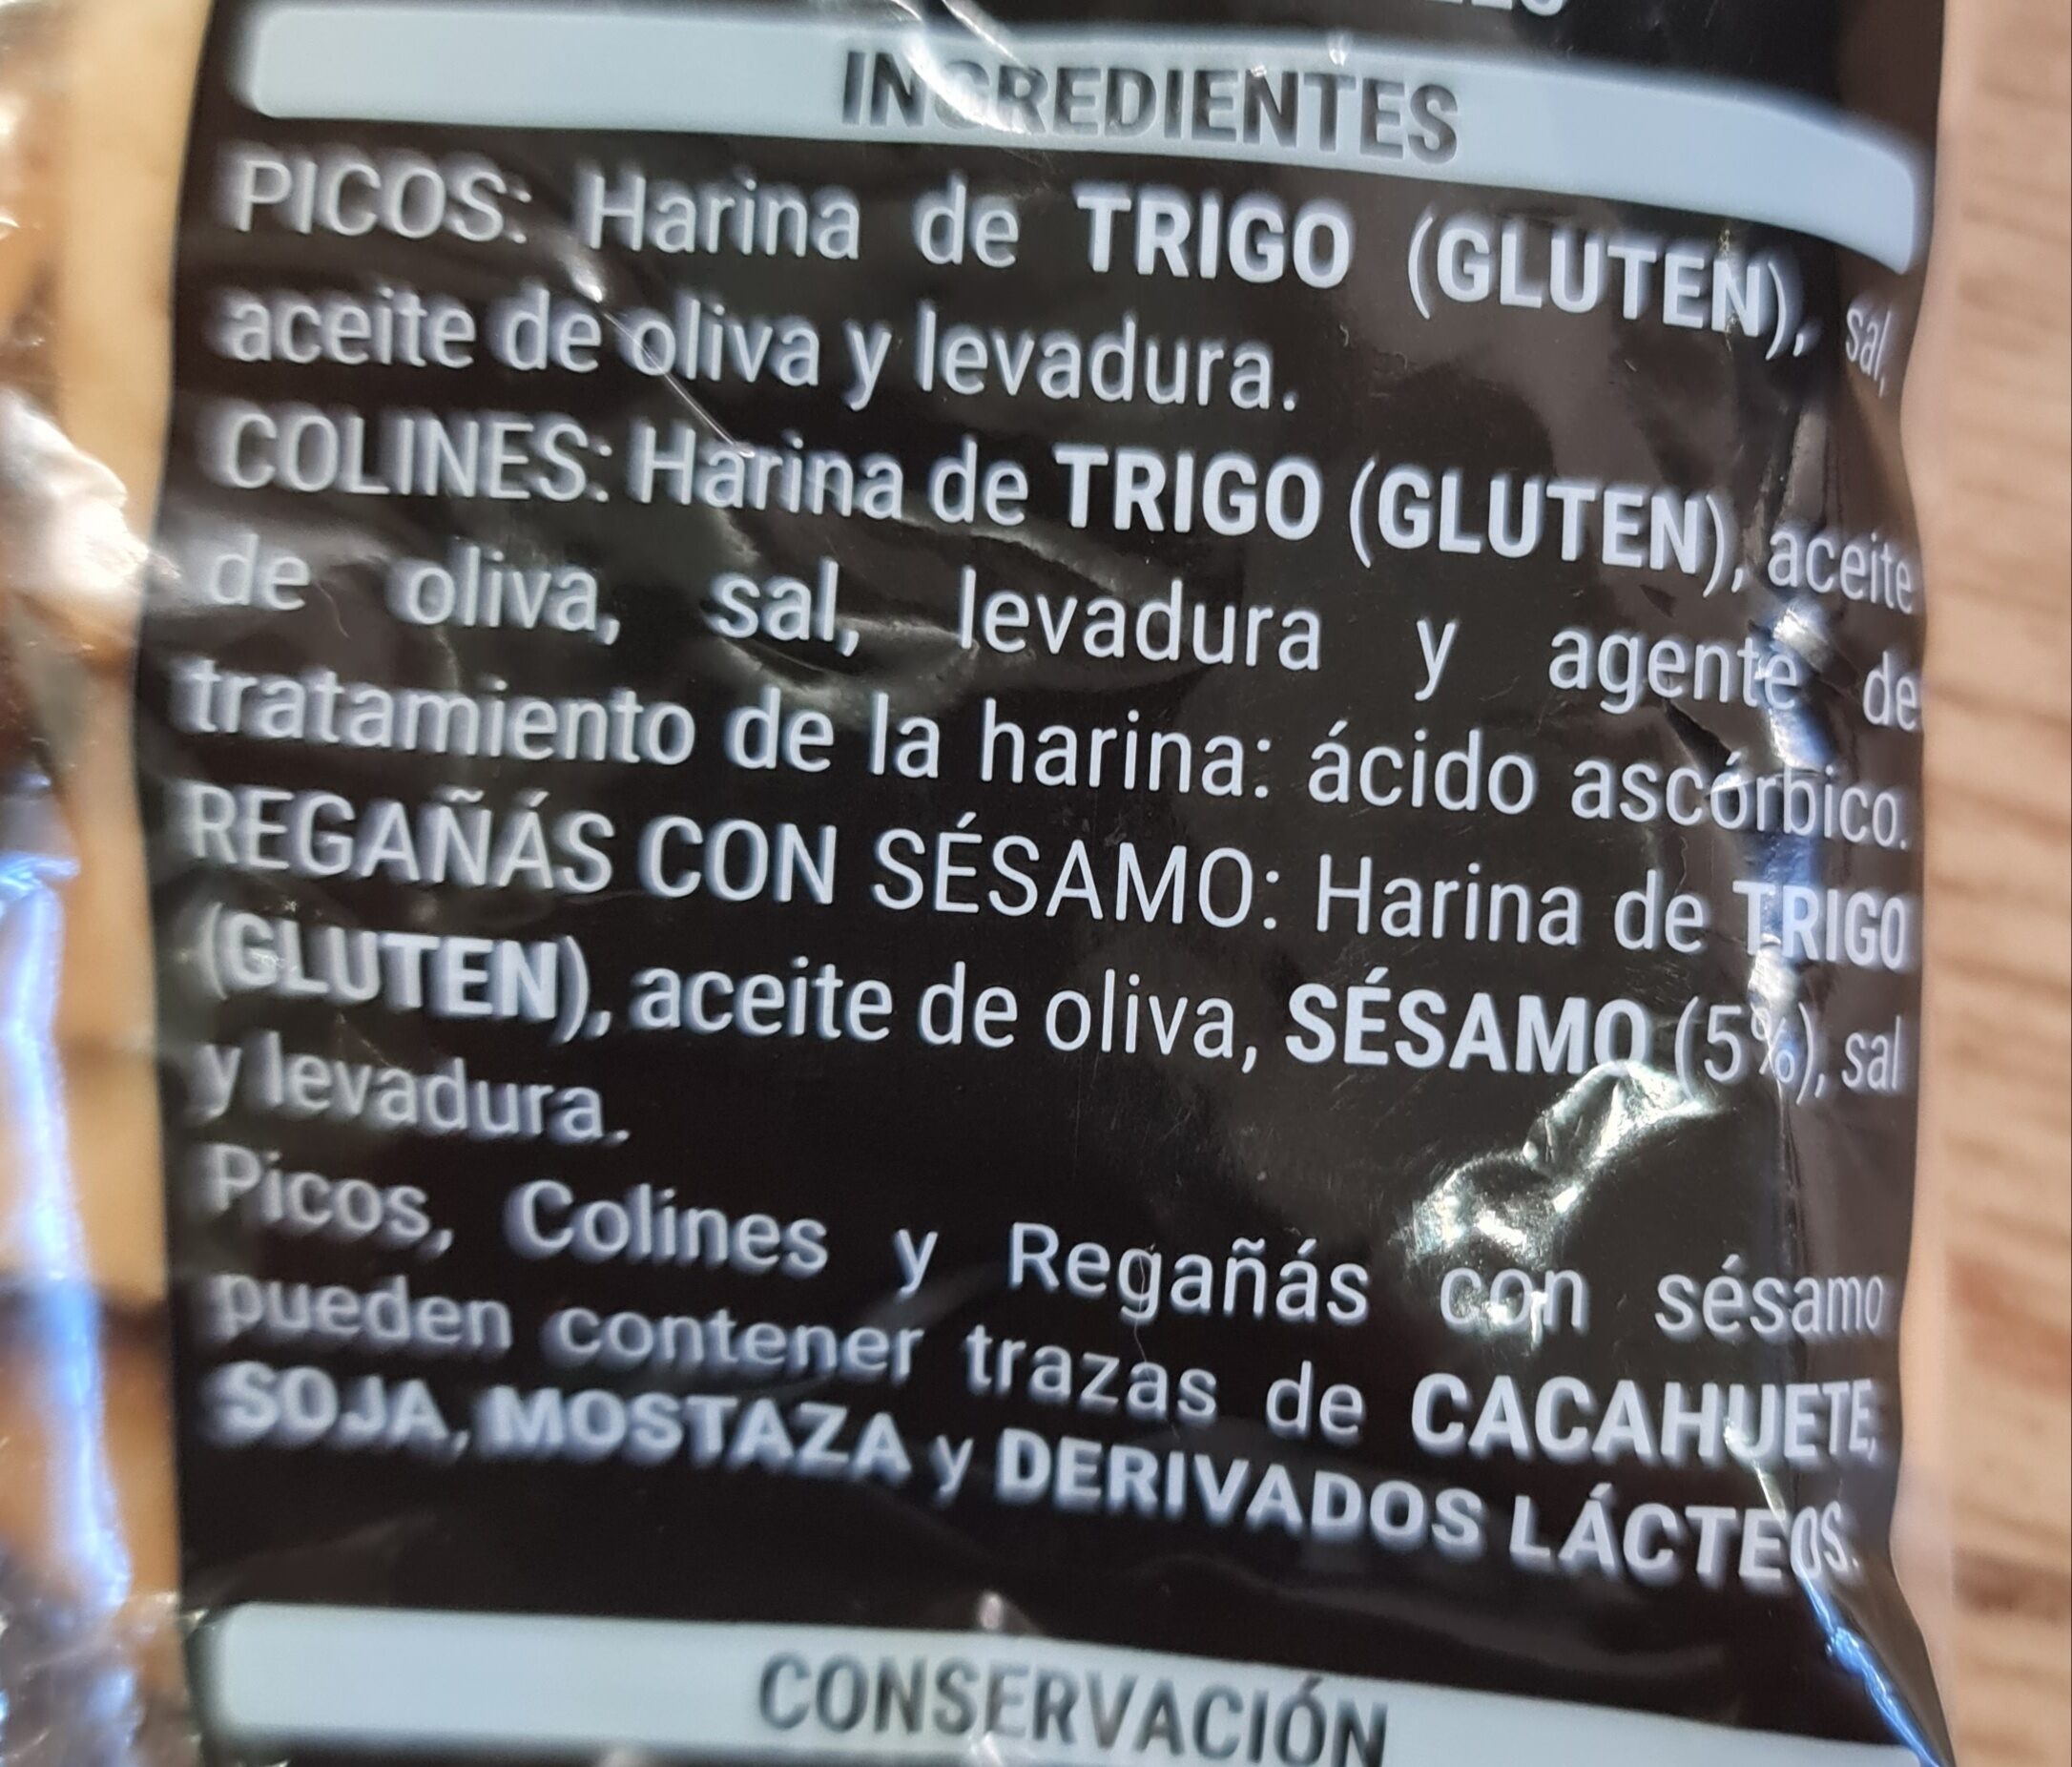 INGREDIENTES
PICOS: Harina de TRIGO (GLUTEN), sal,
aceite de oliva y levadura.
COLINES: Harina de TRIGO (GLUTEN), aceite
de oliva, sal, levadura y agente de
tratamiento de la harina: ácido ascórbico.
REGAÑÁS CON SÉSAMO: Harina de TRIGO
(GLUTEN), aceite de oliva, SÉSAMO (5%), sal
y levadura.
Picos, Colines y Regañás con sésamo
pueden contener trazas de CACAHUETE,
SOJA, MOSTAZA y DERIVADOS LÁCTEOS.
CONSERVACIÓN